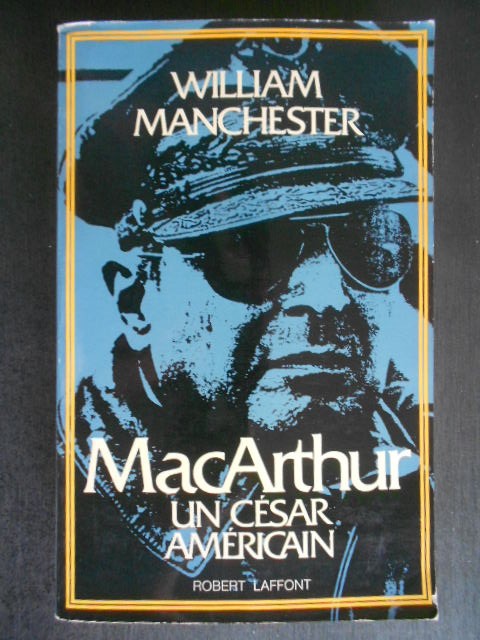 WILLIAM
MANCHESTER
MacArthur
UN CÉSAR
AMÉRICAIN
ROBERT LAFFONT